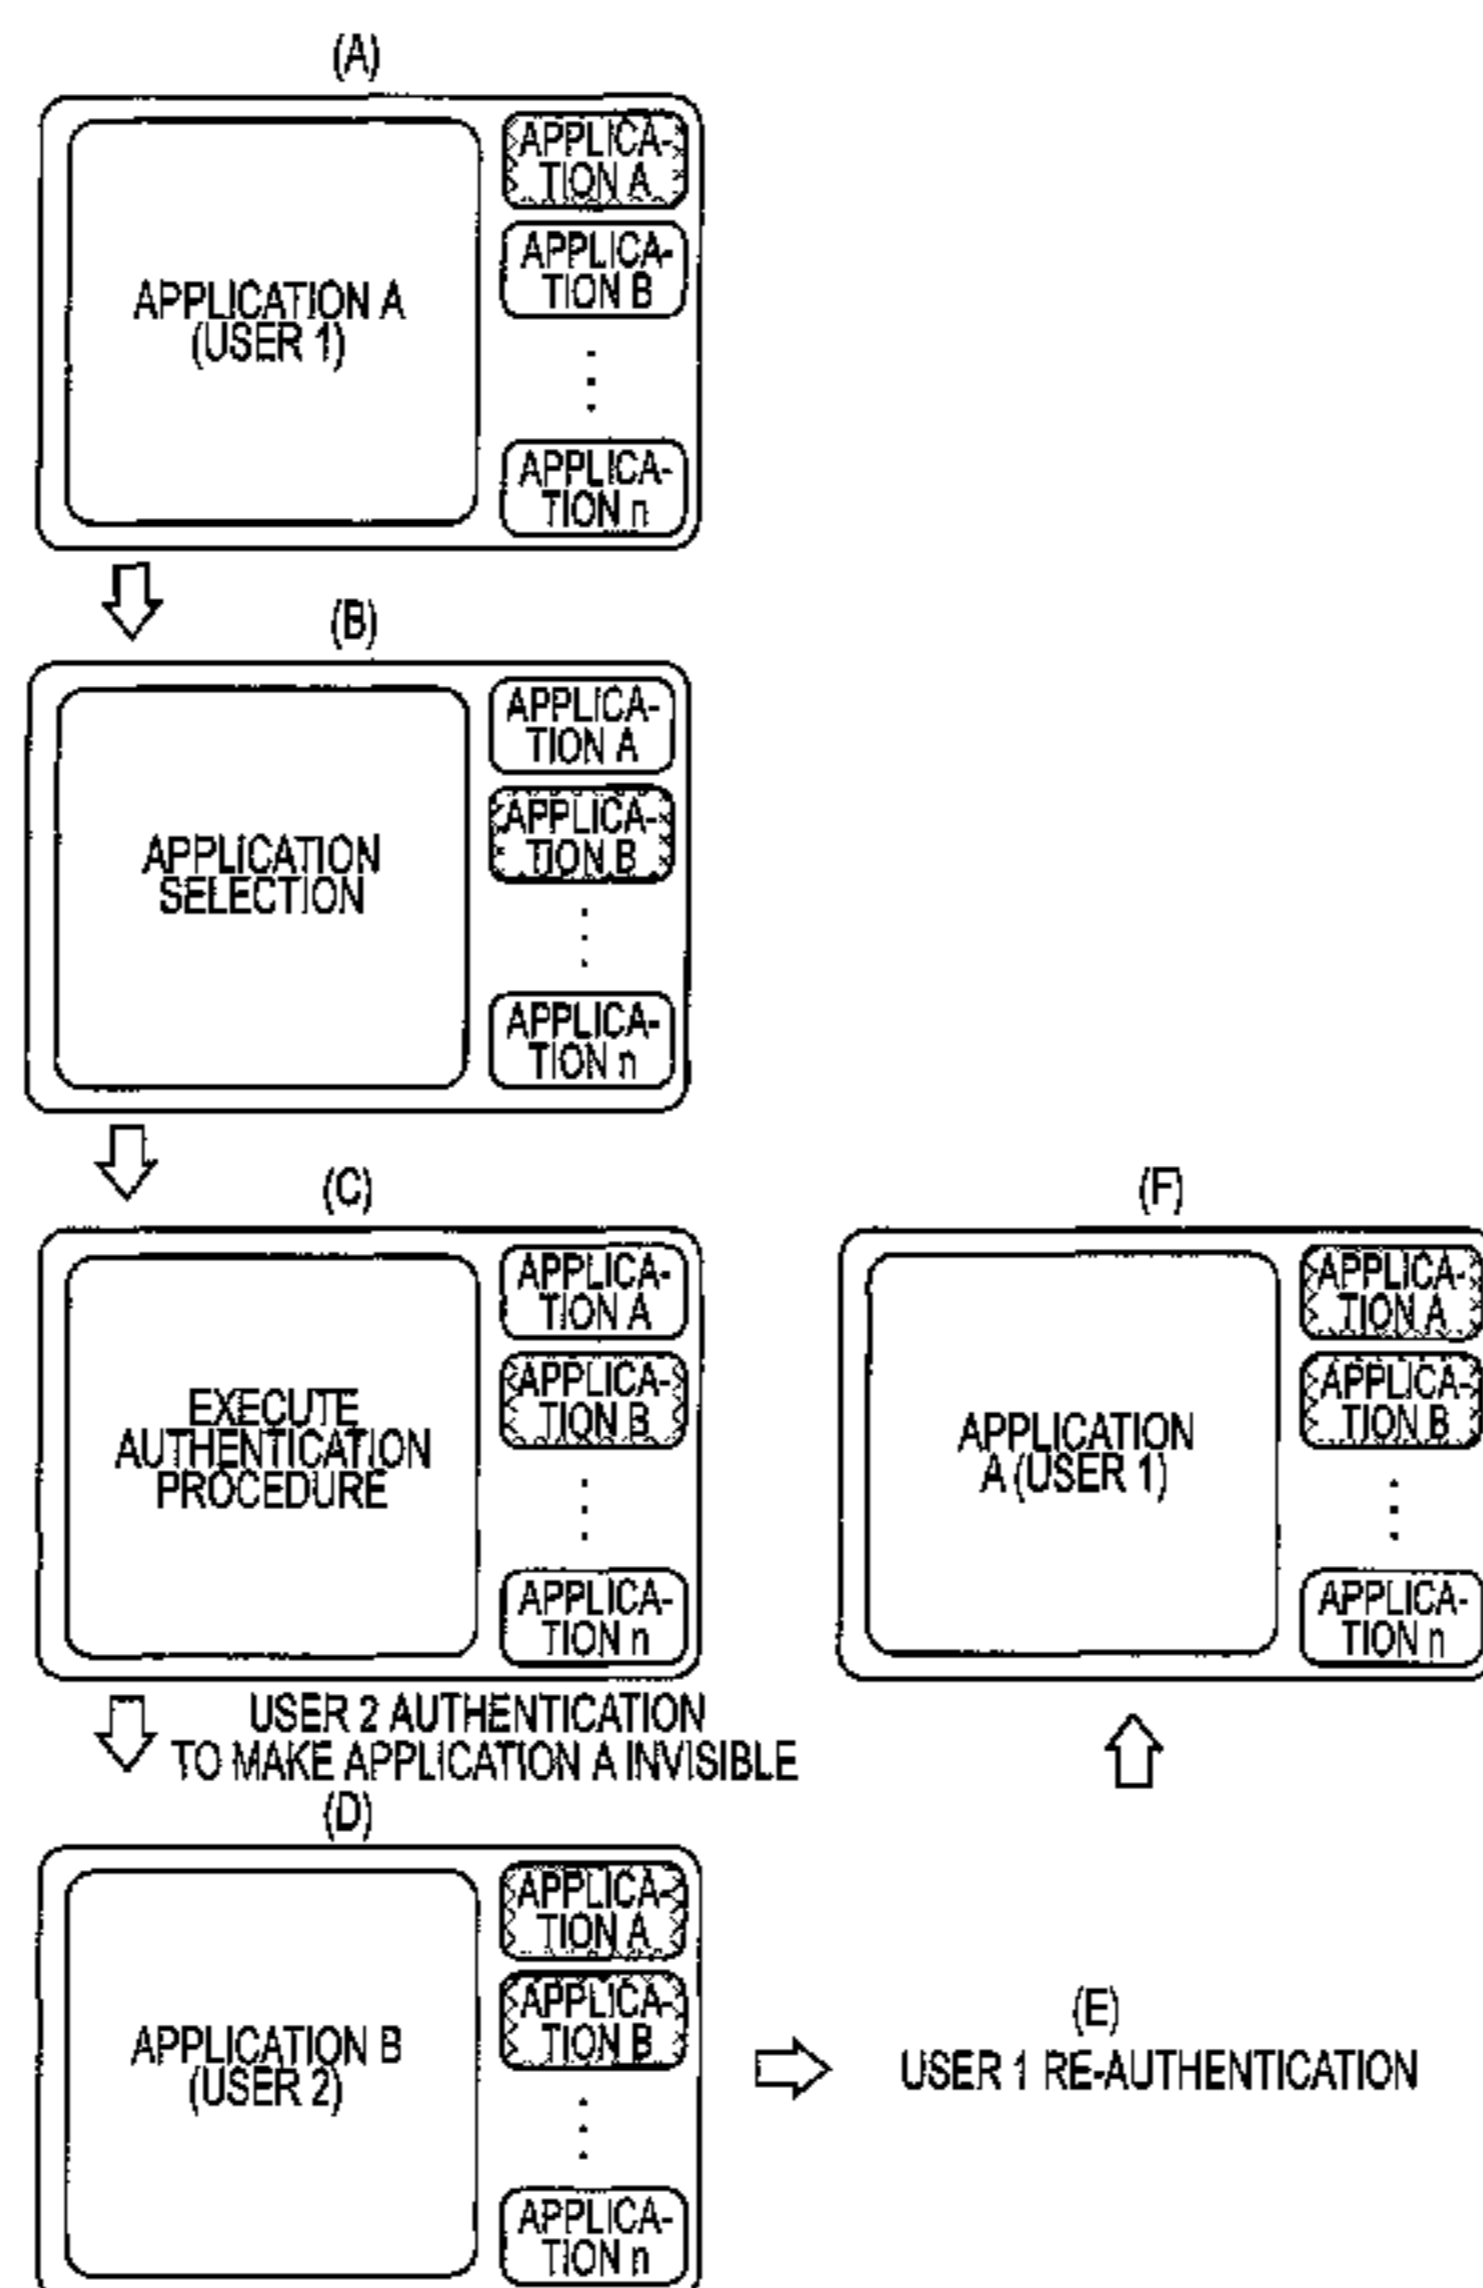 (A)
APPLICATION A
(USER 1)
APPLICA-
TION A
APPLICA-
TION B
APPLICA-
TION n
(B)
APPLICATION
SELECTION
APPLICA-
TION A
APPLICA-
TION B
APPLICA-
TION n
(C)
EXECUTE
AUTHENTICATION
PROCEDURE
APPLICA-
TION A
APPLICA-
TION B
APPLICA-
TION n
USER 2 AUTHENTICATION
TO MAKE APPLICATION A INVISIBLE
(D)
APPLICATION B
(USER 2)
APPLICA-
TION A
APPLICA-
TION B
APPLICA-
TION n
(E)
USER 1 RE-AUTHENTICATION
(F)
APPLICATION
A (USER 1)
APPLICA-
TION A
APPLICA-
TION B
APPLICA-
TION n